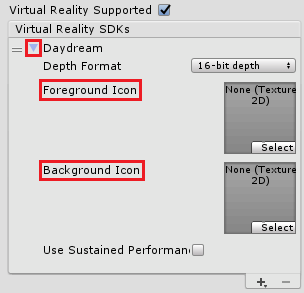 Virtual Reality Supported
Virtual Reality SDKs
Daydream
Depth Format 16-bit depth
Foreground Icon None (Texture
2D)
Select
Background Icon None (Texture
2D)
Select
Use Sustained Performanc